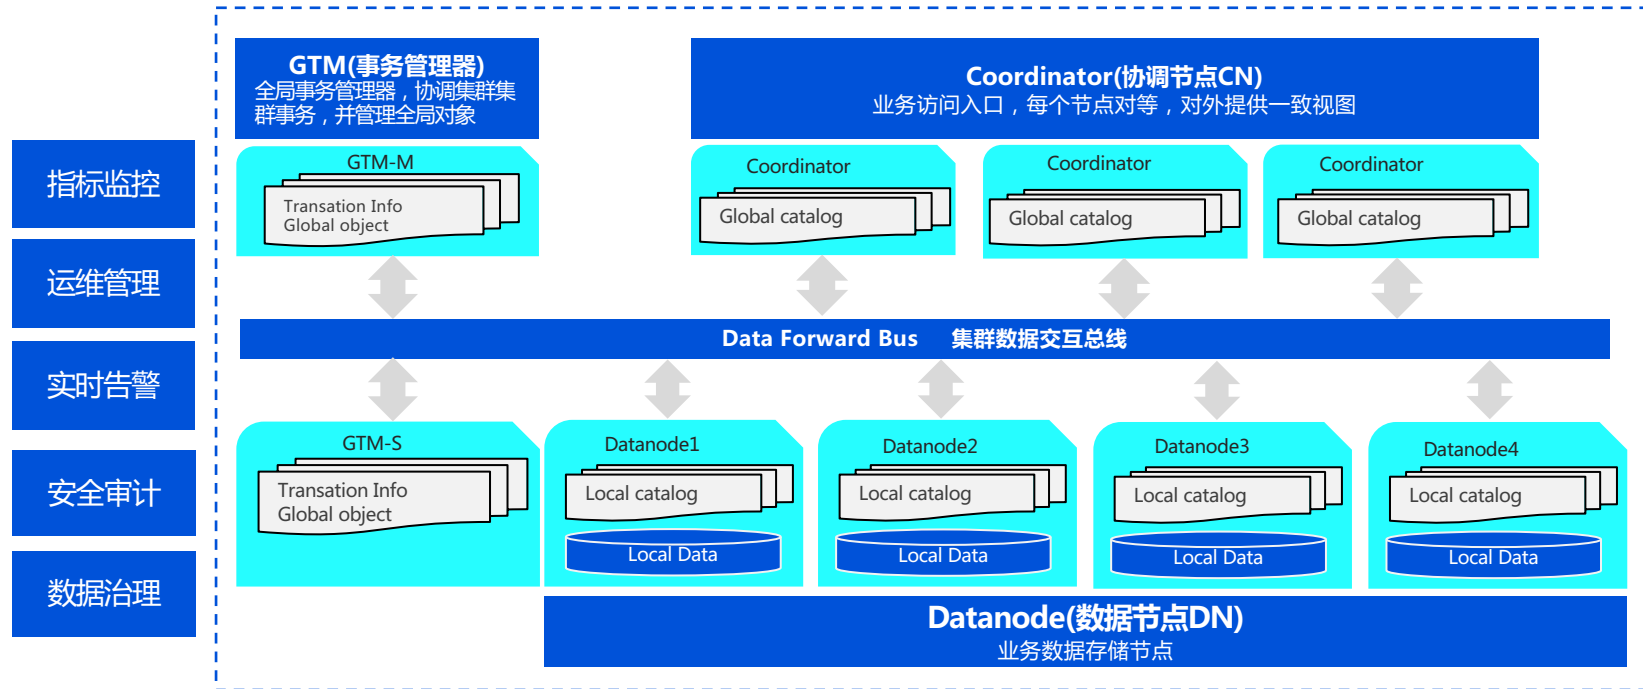 指标监控
运维管理
实时告警
安全审计
数据治理
GTM(事务管理器)
全局事务管理器，协调集群集
群事务，并管理全局对象
GTM-M
Transation Info
Global object
Coordinator(协调节点CN)
业务访问入口，每个节点对等，对外提供一致视图
Coordinator
Global catalog
Coordinator
Global catalog
Coordinator
Global catalog
Data Forward Bus 集群数据交互总线
GTM-S
Transation Info
Global object
Datanode1
Local catalog
Local Data
Datanode2
Local catalog
Local Data
Datanode3
Local catalog
Local Data
Datanode4
Local catalog
Local Data
Datanode(数据节点DN)
业务数据存储节点